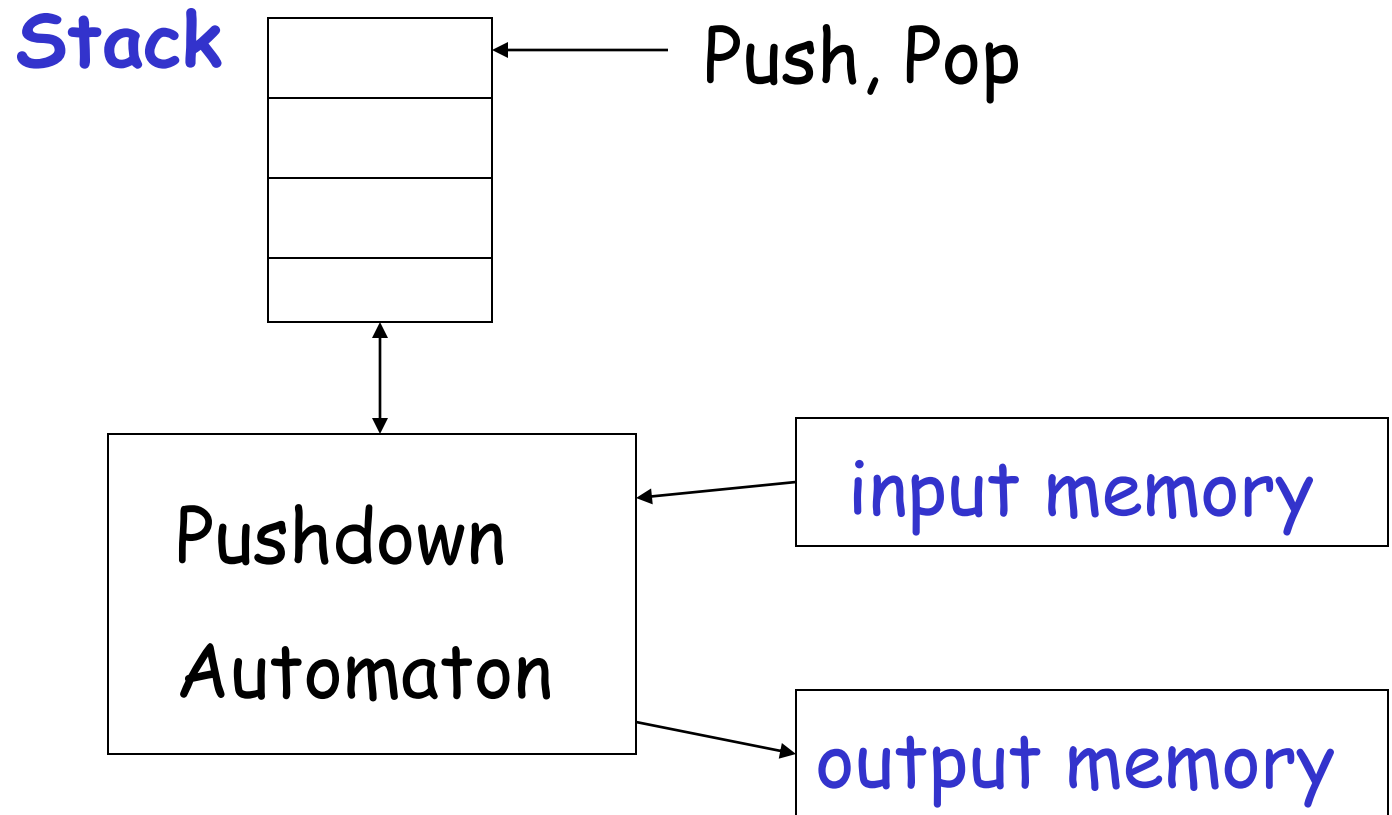 Stack
Push, Pop
Pushdown
Automaton
input memory
output memory